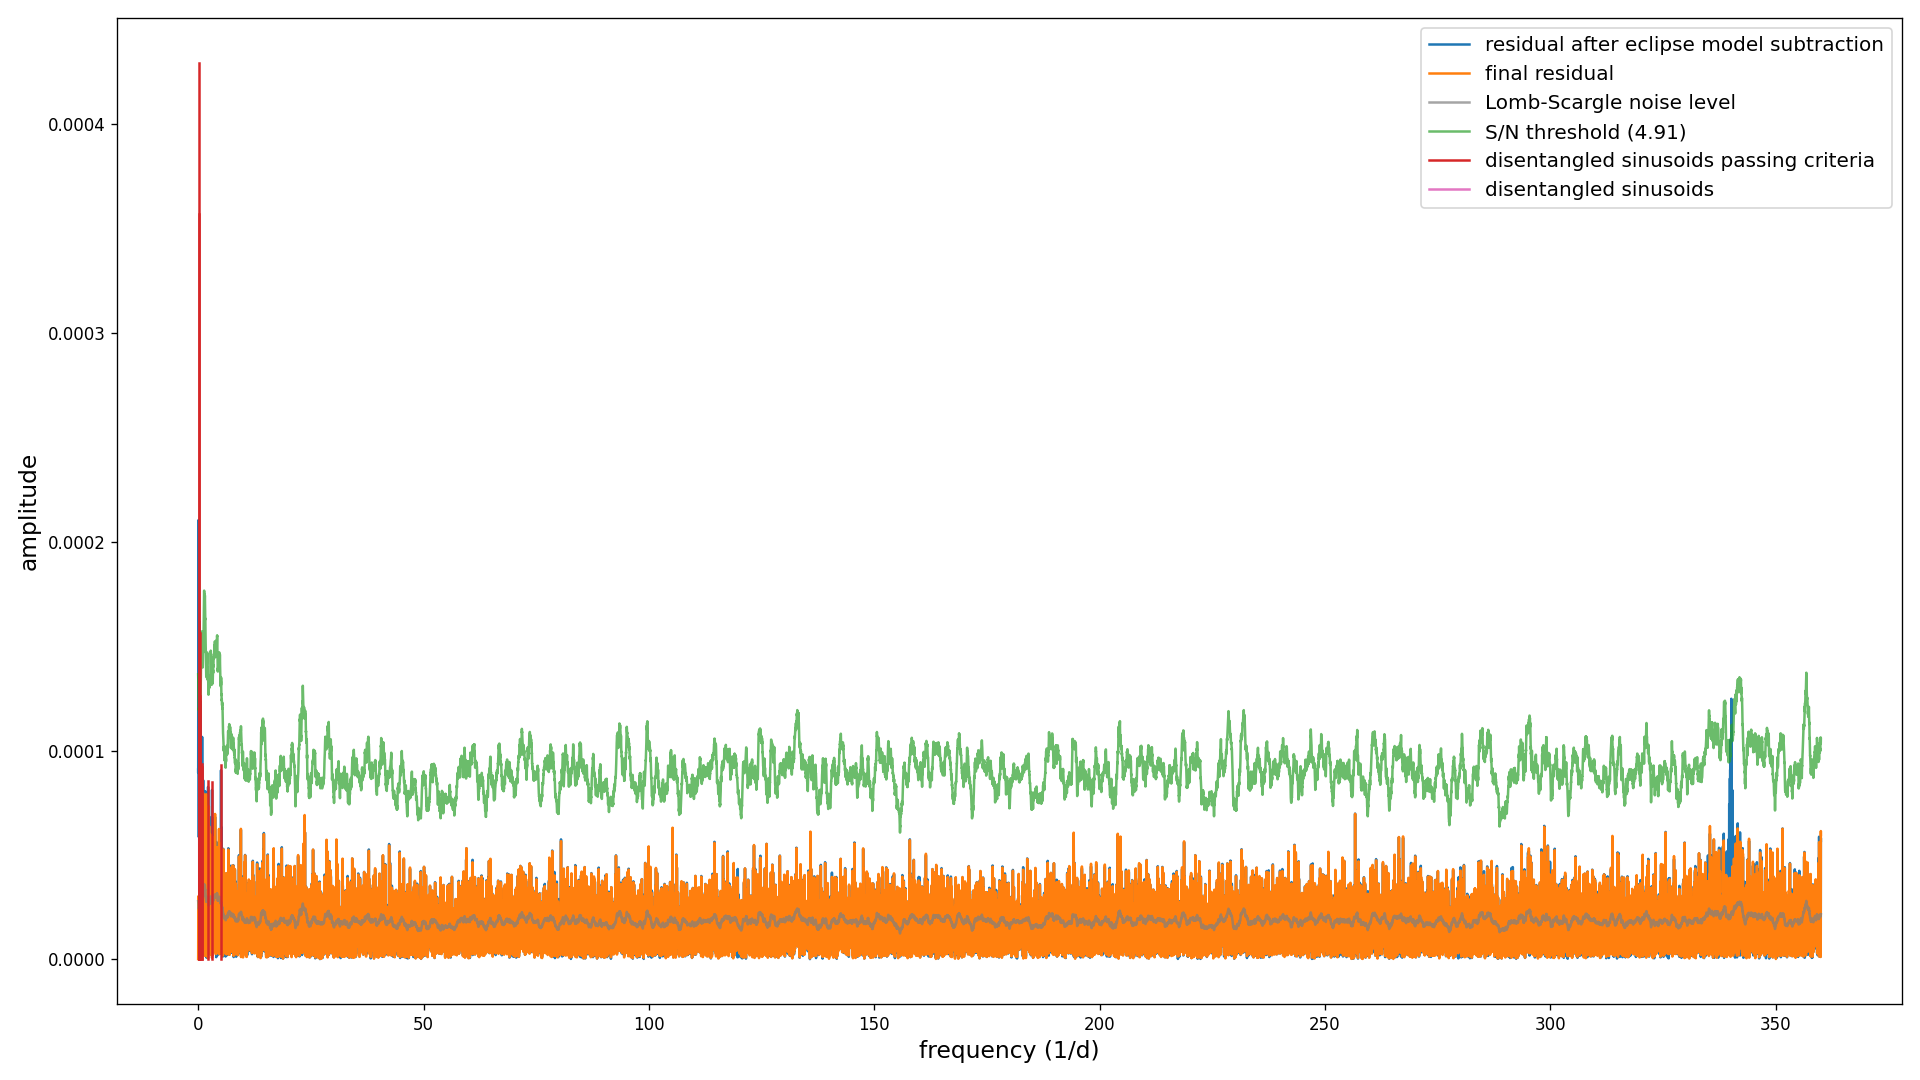 residual after eclipse model subtraction
final residual
Lomb-Scargle noise level
S/N threshold (4.91)
disentangled sinusoids passing criteria
disentangled sinusoids
0.0004
0.0003
0.0002
0.0001
0.0000
amplitude
0 50 100 150 200 250 300 350
frequency (1/d)